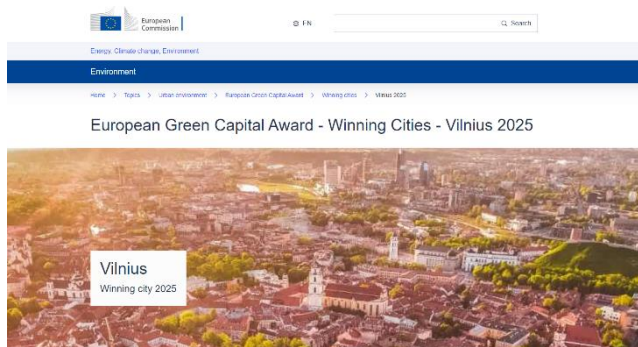 European
Commission
EN
Search
Energy, Climate change, Environment
Environment
Home > Topics > Urban environment > European Green Capital Award > Winning cities > Vilnius 2025
European Green Capital Award - Winning Cities - Vilnius 2025
Vilnius
Winning city 2025